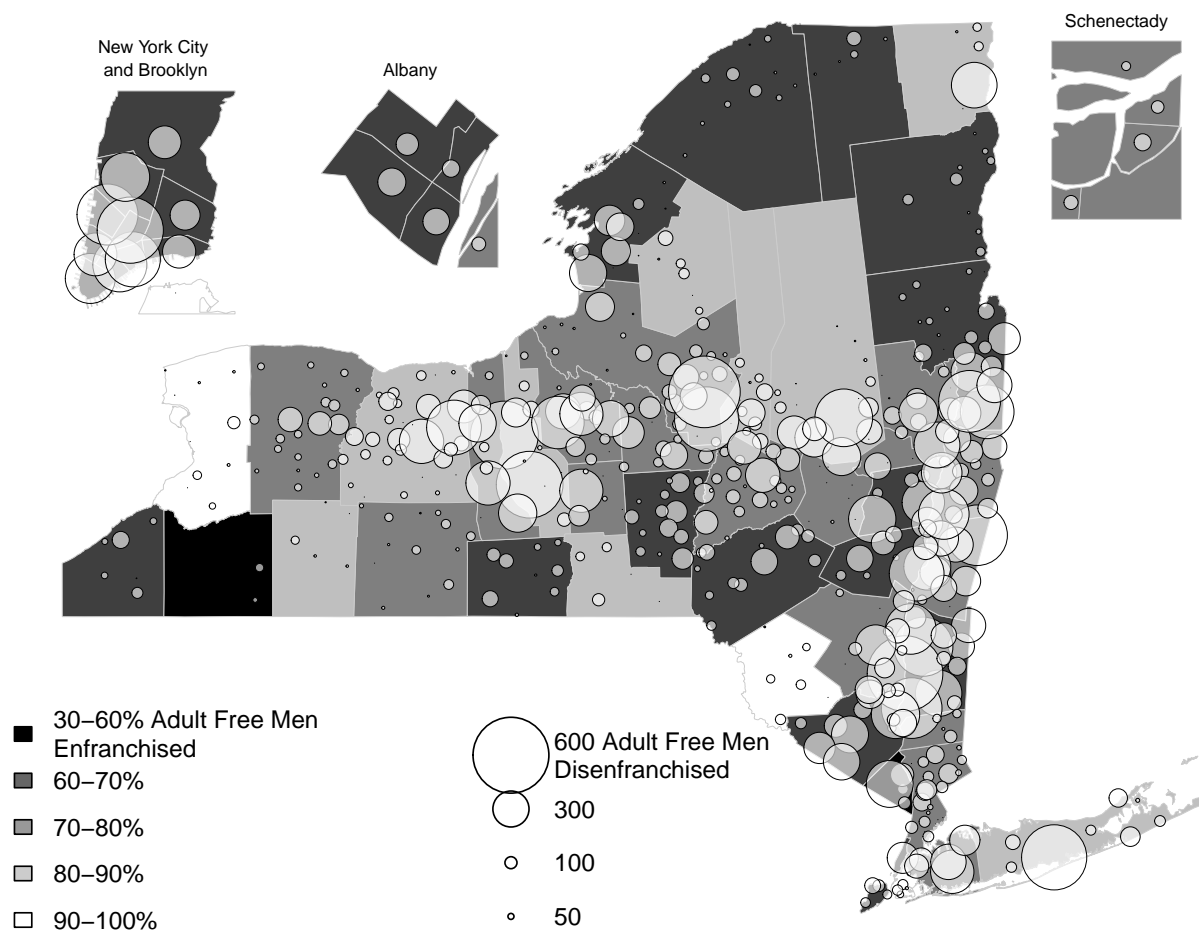 New York City
and Brooklyn
Albany
Schenectady
30−60% Adult Free Men
Enfranchised
60−70%
70−80%
80−90%
90−100%
600 Adult Free Men
Disenfranchised
300
100
50